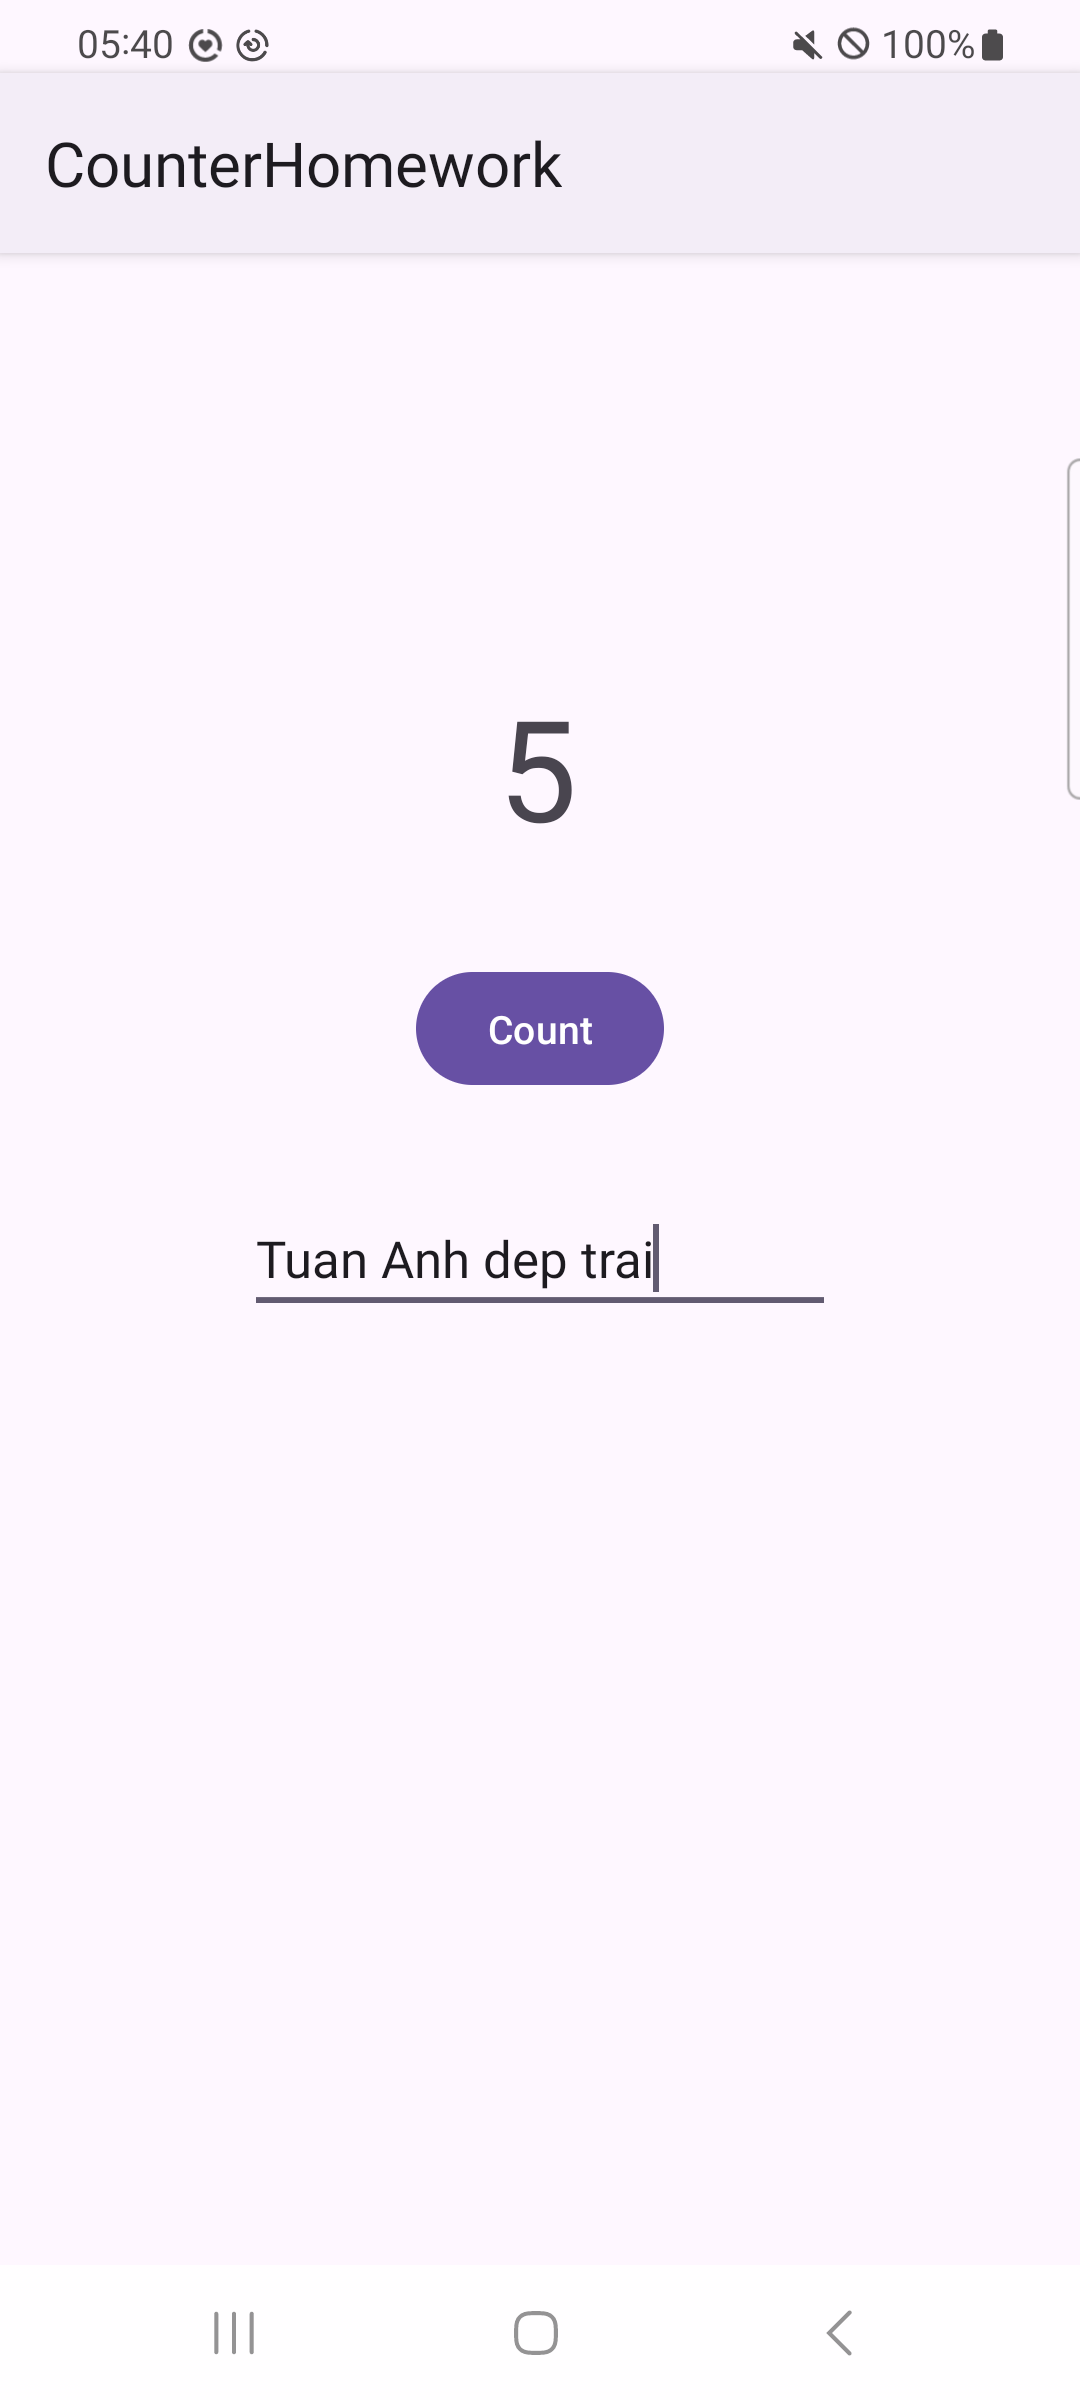 05:40 100%
CounterHomework
5
Count
Tuan Anh dep trai